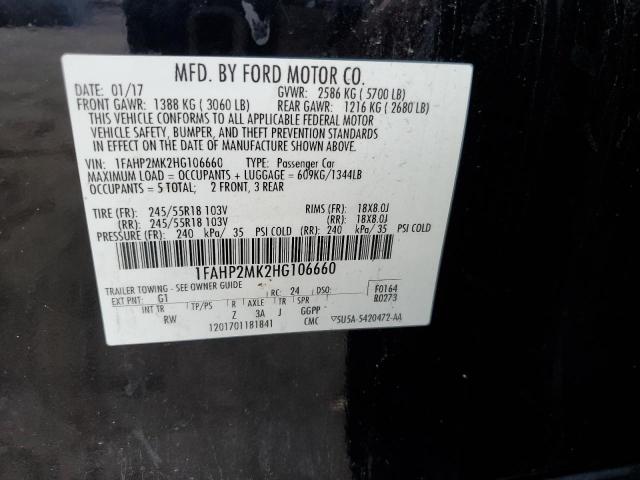 MFD. BY FORD MOTOR CO.
DATE: 01/17 GVWR: 2586 KG ( 5700 LB)
FRONT GAWR: 1388 KG ( 3060 LB) REAR GAWR: 1216 KG ( 2680 LB)
THIS VEHICLE CONFORMS TO ALL APPLICABLE FEDERAL MOTOR
VEHICLE SAFETY, BUMPER, AND THEFT PREVENTION STANDARDS
IN EFFECT ON THE DATE OF MANUFACTURE SHOWN ABOVE.
VIN: 1FAHP2MK2HG106660 TYPE: Passenger Car
MAXIMUM LOAD = OCCUPANTS + LUGGAGE = 609KG/1344LB
OCCUPANTS = 5 TOTAL; 2 FRONT, 3 REAR
TIRE (FR): 245/55R18 103V RIMS (FR): 18X8.0J
(RR): 245/55R18 103V (RR): 18X8.0J
PRESSURE (FR): 240 kPa/ 35 PSI COLD (RR): 240 kPa/ 35 PSI COLD
1FAHP2MK2HG106660
TRAILER TOWING - SEE OWNER GUIDE
EXT PNT: G1 RC: 24 DSO: F0164
R0273
INT TR TP/PS R AXLE TR SPR
RW Z 3A J GGPP
1201701181841 CMC 5U5A-5420472-AA